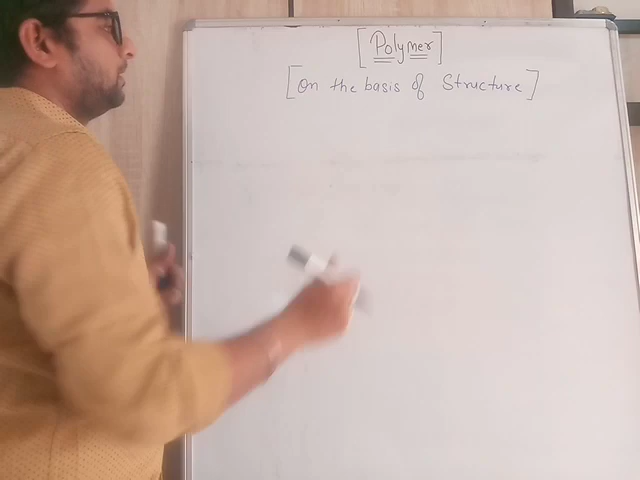 [Polymer]
[On the basis of Structure]